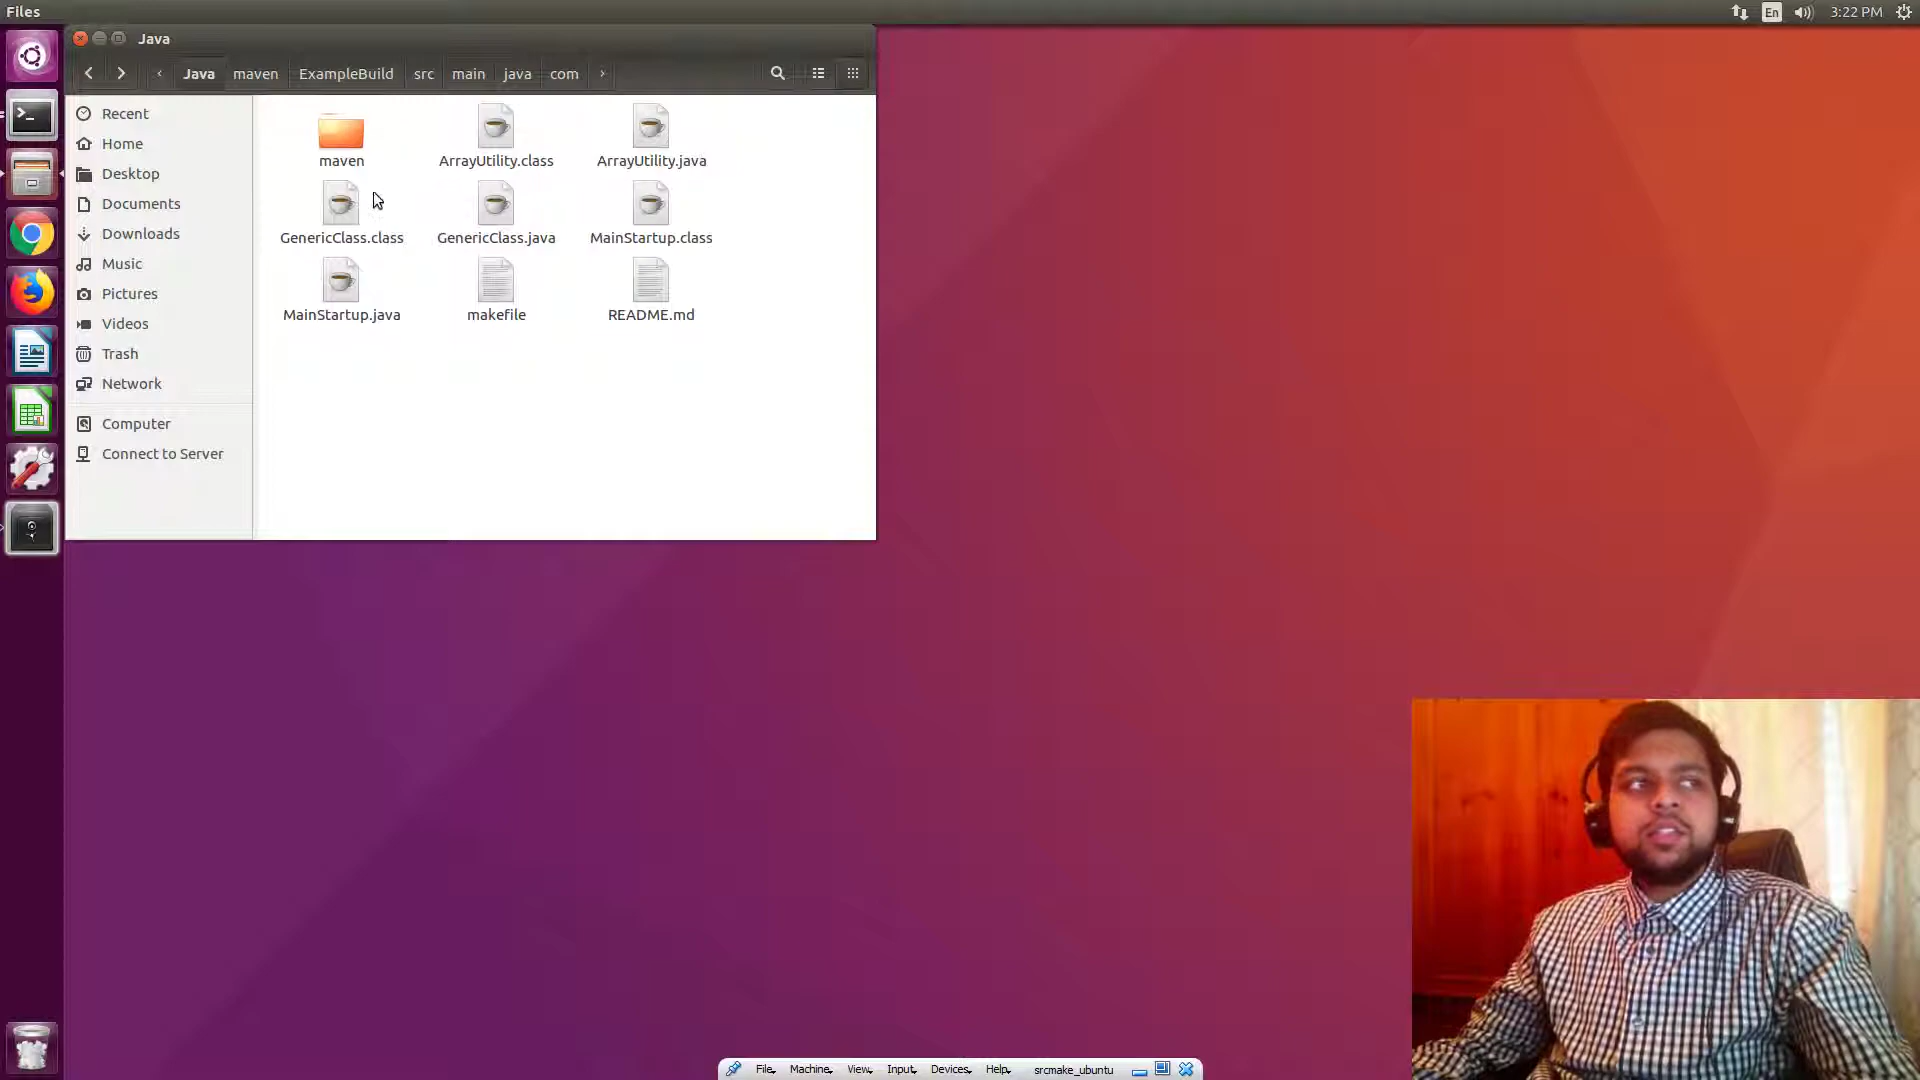 Files
En
3:22 PM
Java
Java maven ExampleBuild src main java com
Recent
Home
Desktop
Documents
Downloads
Music
Pictures
Videos
Trash
Network
Computer
Connect to Server
maven
ArrayUtility.class
ArrayUtility.java
GenericClass.class
GenericClass.java
MainStartup.class
MainStartup.java
makefile
README.md
File Machine View Input Devices Help srcmake_ubuntu